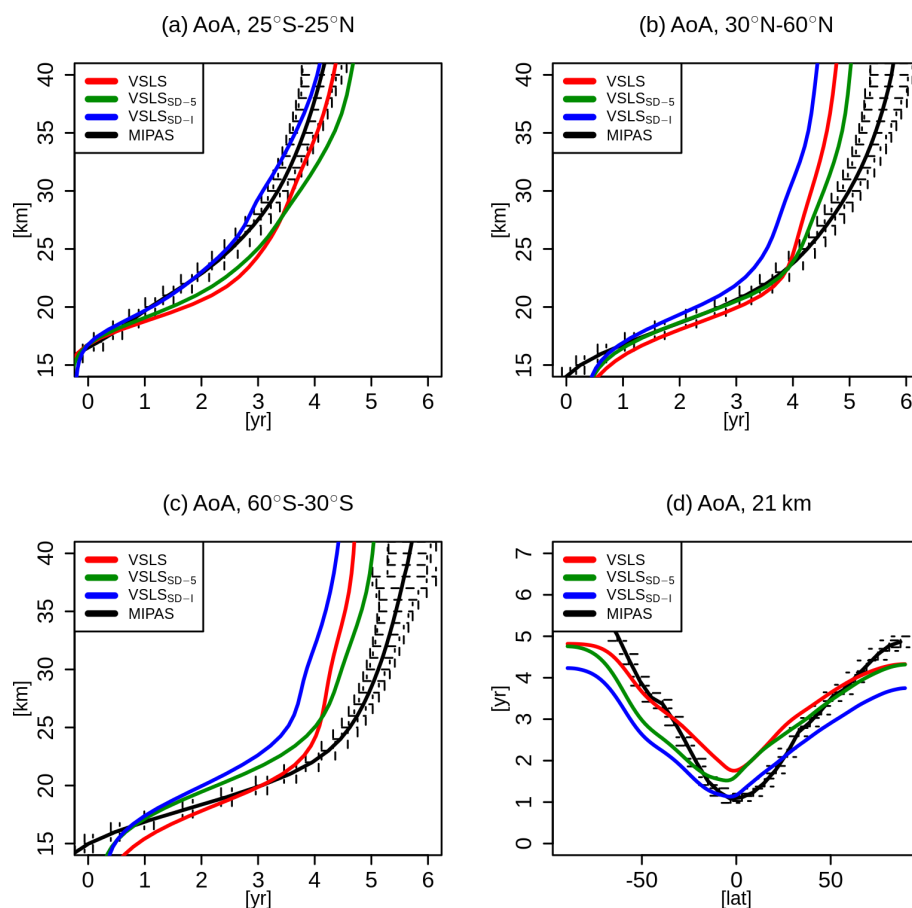 (a) AoA, 25°S-25°N
VSLS
VSLS_SD−5
VSLS_SD−I
MIPAS
40
35
30
25
20
15
[km]
0 1 2 3 4 5 6
[yr]
(b) AoA, 30°N-60°N
VSLS
VSLS_SD−5
VSLS_SD−I
MIPAS
40
35
30
25
20
15
[km]
0 1 2 3 4 5 6
[yr]
(c) AoA, 60°S-30°S
VSLS
VSLS_SD−5
VSLS_SD−I
MIPAS
40
35
30
25
20
15
[km]
0 1 2 3 4 5 6
[yr]
(d) AoA, 21 km
VSLS
VSLS_SD−5
VSLS_SD−I
MIPAS
7
6
5
4
3
2
1
0
[yr]
-50 0 50
[lat]